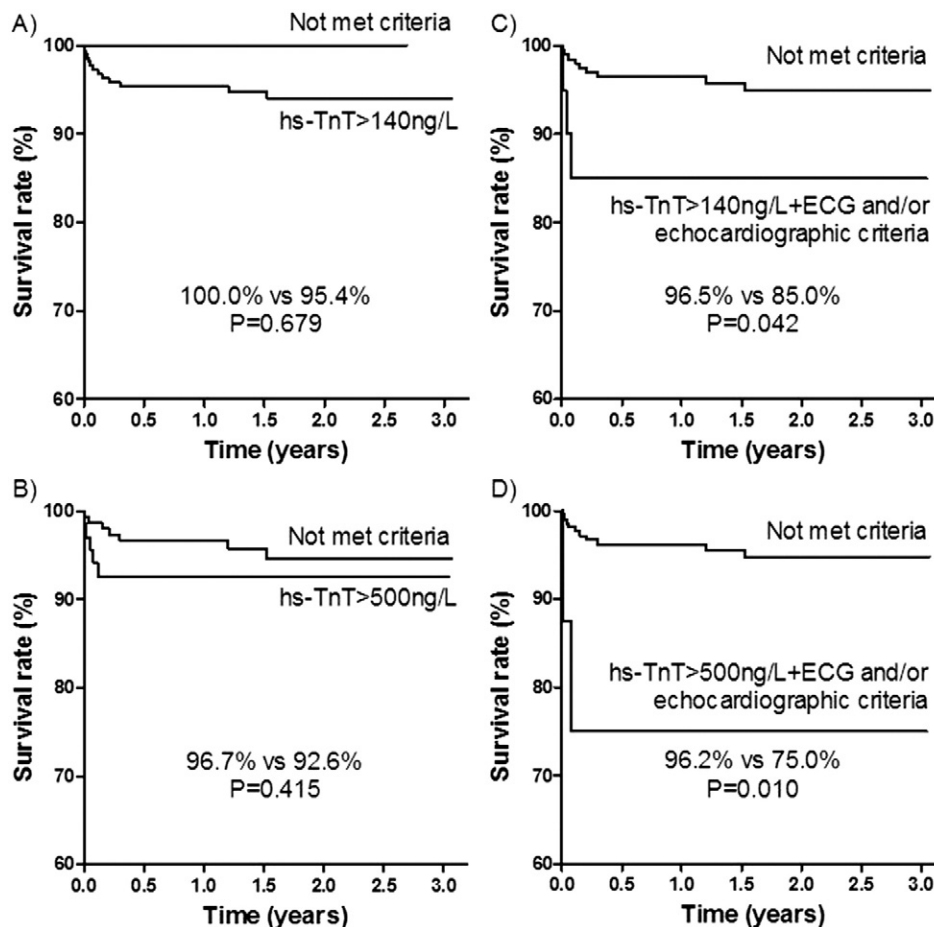 A)
Not met criteria
100
90
80
70
60
Survival rate (%)
hs-TnT>140ng/L
100.0% vs 95.4%
P=0.679
0.0 0.5 1.0 1.5 2.0 2.5 3.0
Time (years)
C)
100
90
80
70
60
Survival rate (%)
Not met criteria
hs-TnT>140ng/L+ECG and/or
echocardiographic criteria
96.5% vs 85.0%
P=0.042
0.0 0.5 1.0 1.5 2.0 2.5 3.0
Time (years)
B)
100
90
80
70
60
Survival rate (%)
Not met criteria
hs-TnT>500ng/L
96.7% vs 92.6%
P=0.415
0.0 0.5 1.0 1.5 2.0 2.5 3.0
Time (years)
D)
100
90
80
70
60
Survival rate (%)
Not met criteria
hs-TnT>500ng/L+ECG and/or
echocardiographic criteria
96.2% vs 75.0%
P=0.010
0.0 0.5 1.0 1.5 2.0 2.5 3.0
Time (years)